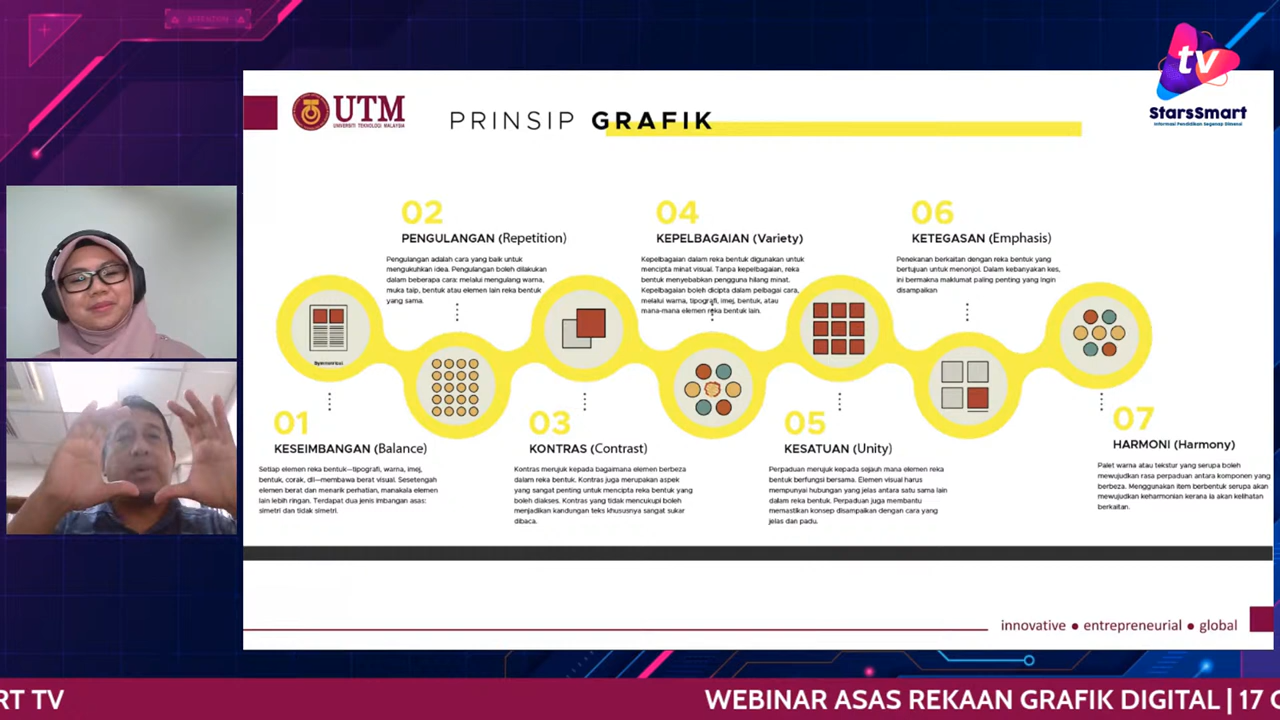 ATTENTION
tv
StarsSmart
Informasi Pendidikan Segenap Dimensi
UTM
UNIVERSITI TEKNOLOGI MALAYSIA
PRINSIP GRAFIK
02
PENGULANGAN (Repetition)
Pengulangan adalah cara yang baik untuk
mengukuhkan idea. Pengulangan boleh dilakukan
dalam beberapa cara: melalui mengulang warna,
muka taip, bentuk atau elemen lain reka bentuk
yang sama.
04
KEPELBAGAIAN (Variety)
Kepelbagaian dalam reka bentuk digunakan untuk
mencipta minat visual. Tanpa kepelbagaian, reka
bentuk menyebabkan pengguna hilang minat.
Kepelbagaian boleh dicipta dalam pelbagai cara,
melalui warna, tipografi, imej, bentuk, atau
mana-mana elemen reka bentuk lain.
06
KETEGASAN (Emphasis)
Penekanan berkaitan dengan reka bentuk yang
bertujuan untuk menonjol. Dalam kebanyakan kes,
ini bermakna maklumat paling penting yang ingin
disampaikan
Symmetrical
01
KESEIMBANGAN (Balance)
Setiap elemen reka bentuk—tipografi, warna, imej,
bentuk, corak, dll—membawa berat visual. Sesetengah
elemen berat dan menarik perhatian, manakala elemen
lain lebih ringan. Terdapat dua jenis imbangan asas:
simetri dan tidak simetri.
03
KONTRAS (Contrast)
Kontras merujuk kepada bagaimana elemen berbeza
dalam reka bentuk. Kontras juga merupakan aspek
yang sangat penting untuk mencipta reka bentuk yang
boleh diakses. Kontras yang tidak mencukupi boleh
menjadikan kandungan teks khususnya sangat sukar
dibaca.
05
KESATUAN (Unity)
Perpaduan merujuk kepada sejauh mana elemen reka
bentuk berfungsi bersama. Elemen visual harus
mempunyai hubungan yang jelas antara satu sama lain
dalam reka bentuk. Perpaduan juga membantu
memastikan konsep disampaikan dengan cara yang
jelas dan padu.
07
HARMONI (Harmony)
Palet warna atau tekstur yang serupa boleh
mewujudkan rasa perpaduan antara komponen yang
berbeza. Menggunakan item berbentuk serupa akan
mewujudkan keharmonian kerana ia akan kelihatan
berkaitan.
innovative ● entrepreneurial ● global
RT TV
WEBINAR ASAS REKAAN GRAFIK DIGITAL | 17